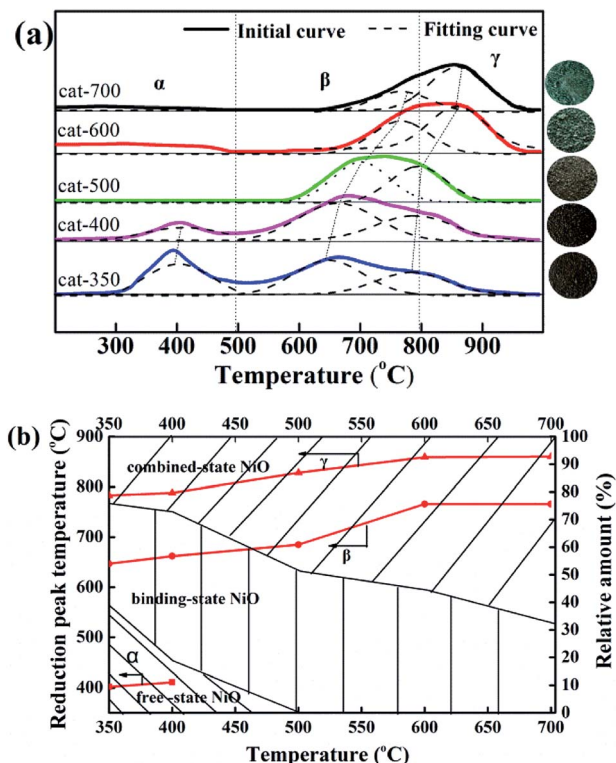 (a)
Initial curve
Fitting curve
α
β
γ
cat-700
cat-600
cat-500
cat-400
cat-350
300 400 500 600 700 800 900
Temperature (°C)
(b)
350 400 500 600 700
Reduction peak temperature (°C)
900
800
700
600
500
400
Relative amount (%)
100
90
80
70
60
50
40
30
20
10
0
combined-state NiO
γ
β
binding-state NiO
α
free-state NiO
350 400 450 500 550 600 650 700
Temperature (°C)